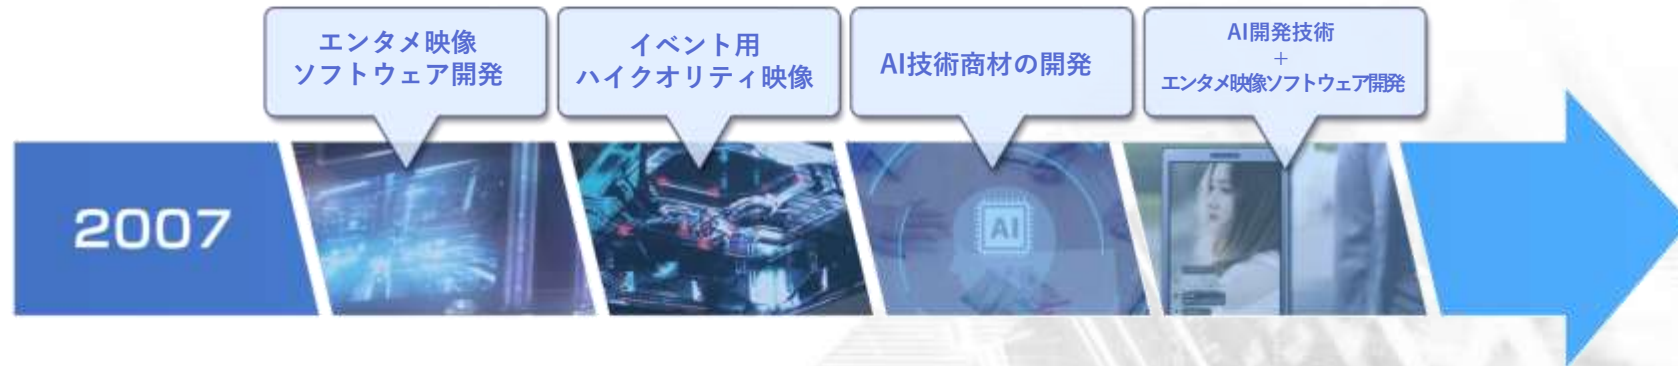 エンタメ映像
ソフトウェア開発
イベント用
ハイクオリティ映像
AI技術商材の開発
AI開発技術
+
エンタメ映像ソフトウェア開発
2007
AI